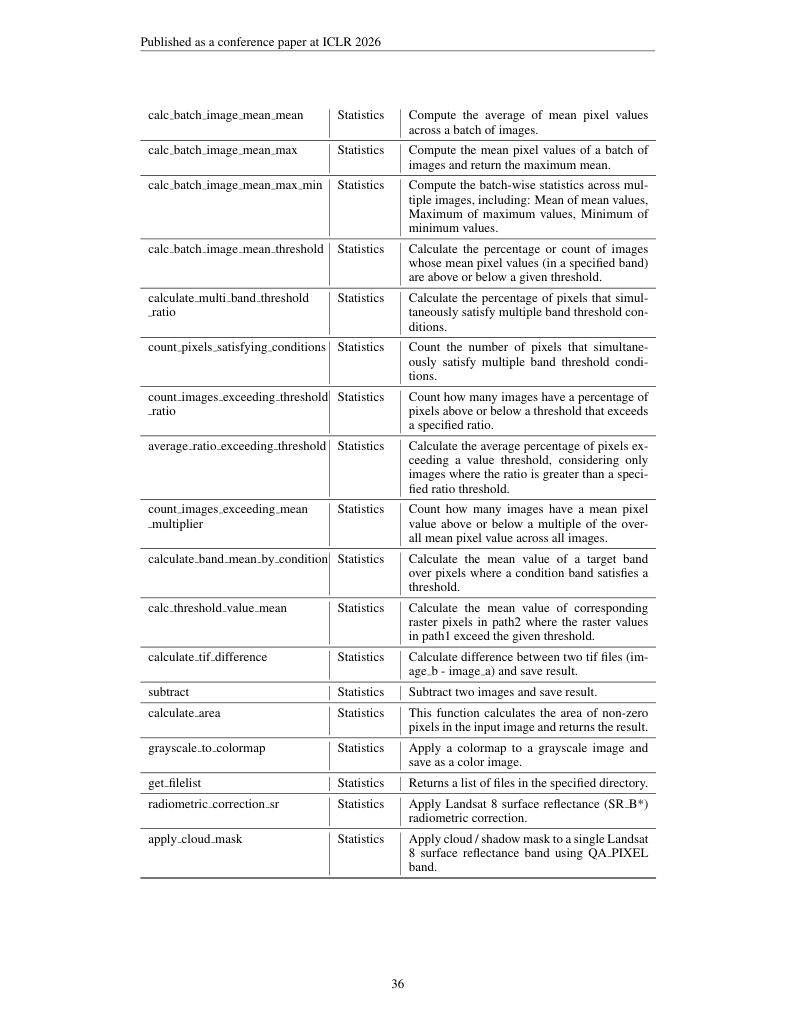 Published as a conference paper at ICLR 2026
calc_batch_image_mean_mean Statistics Compute the average of mean pixel values
across a batch of images.
calc_batch_image_mean_max Statistics Compute the mean pixel values of a batch of
images and return the maximum mean.
calc_batch_image_mean_max_min Statistics Compute the batch-wise statistics across mul-
tiple images, including: Mean of mean values,
Maximum of maximum values, Minimum of
minimum values.
calc_batch_image_mean_threshold Statistics Calculate the percentage or count of images
whose mean pixel values (in a specified band)
are above or below a given threshold.
calculate_multi_band_threshold Statistics Calculate the percentage of pixels that simul-
_ratio taneously satisfy multiple band threshold con-
ditions.
count_pixels_satisfying_conditions Statistics Count the number of pixels that simultane-
ously satisfy multiple band threshold condi-
tions.
count_images_exceeding_threshold Statistics Count how many images have a percentage of
_ratio pixels above or below a threshold that exceeds
a specified ratio.
average_ratio_exceeding_threshold Statistics Calculate the average percentage of pixels ex-
ceeding a value threshold, considering only
images where the ratio is greater than a speci-
fied ratio threshold.
count_images_exceeding_mean Statistics Count how many images have a mean pixel
_multiplier value above or below a multiple of the over-
all mean pixel value across all images.
calculate_band_mean_by_condition Statistics Calculate the mean value of a target band
over pixels where a condition band satisfies a
threshold.
calc_threshold_value_mean Statistics Calculate the mean value of corresponding
raster pixels in path2 where the raster values
in path1 exceed the given threshold.
calculate_tif_difference Statistics Calculate difference between two tif files (im-
age_b - image_a) and save result.
subtract Statistics Subtract two images and save result.
calculate_area Statistics This function calculates the area of non-zero
pixels in the input image and returns the result.
grayscale_to_colormap Statistics Apply a colormap to a grayscale image and
save as a color image.
get_filelist Statistics Returns a list of files in the specified directory.
radiometric_correction_sr Statistics Apply Landsat 8 surface reflectance (SR_B*)
radiometric correction.
apply_cloud_mask Statistics Apply cloud / shadow mask to a single Landsat
8 surface reflectance band using QA_PIXEL
band.
36